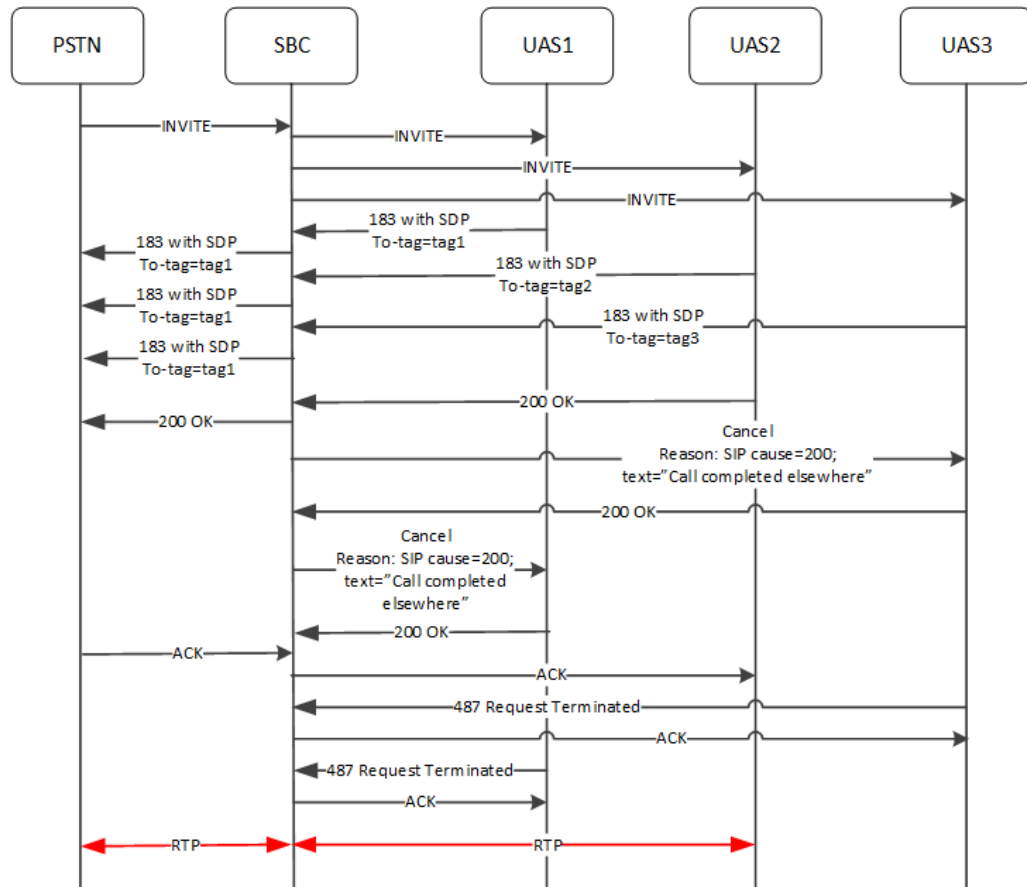 PSTN
SBC
UAS1
UAS2
UAS3
INVITE
INVITE
INVITE
INVITE
183 with SDP
To-tag=tag1
183 with SDP
To-tag=tag1
183 with SDP
To-tag=tag2
183 with SDP
To-tag=tag1
183 with SDP
To-tag=tag3
183 with SDP
To-tag=tag1
200 OK
200 OK
Cancel
Reason: SIP cause=200;
text=”Call completed elsewhere”
200 OK
Cancel
Reason: SIP cause=200;
text=”Call completed
elsewhere”
200 OK
ACK
ACK
487 Request Terminated
ACK
487 Request Terminated
ACK
RTP
RTP